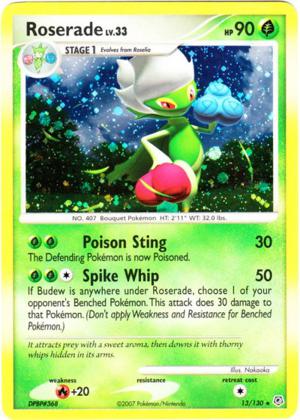 Roserade LV.33
HP 90
STAGE 1 Evolves from Roselia
NO. 407 Bouquet Pokémon HT: 2'11" WT: 32.0 lbs.
Poison Sting 30
The Defending Pokémon is now Poisoned.
Spike Whip 50
If Budew is anywhere under Roserade, choose 1 of your
opponent's Benched Pokémon. This attack does 30 damage
to that Pokémon. (Don't apply Weakness and Resistance for Benched
Pokémon.)
Illus. Nakaoka
It attracts prey with a sweet aroma, then downs it with thorny
whips hidden in its arms.
weakness resistance retreat cost
+20
DPBP#368 ©2007 Pokémon/Nintendo 13/130